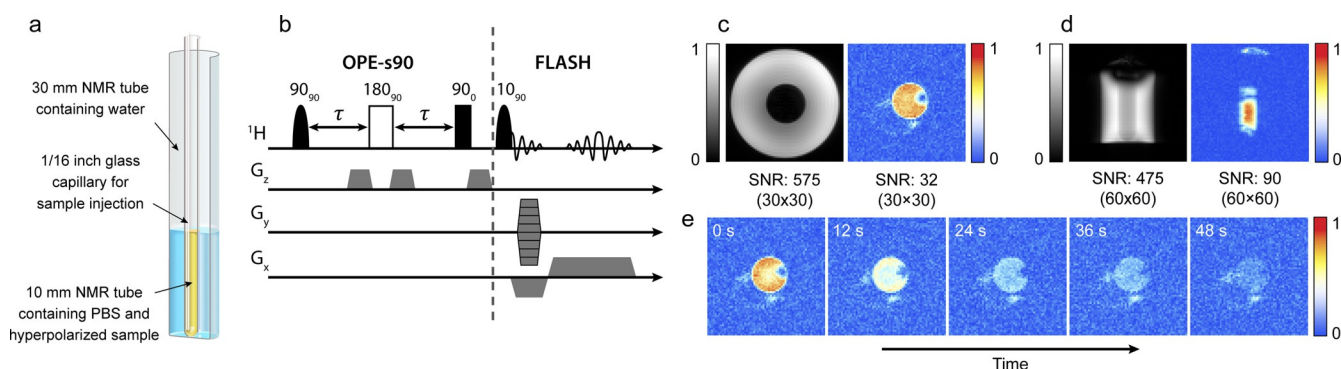 a
30 mm NMR tube
containing water
1/16 inch glass
capillary for
sample injection
10 mm NMR tube
containing PBS and
hyperpolarized sample
b
OPE-s90
FLASH
90₉₀
τ
180₉₀
τ
90₀
10₉₀
¹H
G_z
G_y
G_x
c
1
0
1
0
SNR: 575
(30x30)
SNR: 32
(30×30)
d
1
0
1
0
SNR: 475
(60x60)
SNR: 90
(60×60)
e
0 s
12 s
24 s
36 s
48 s
1
0
Time